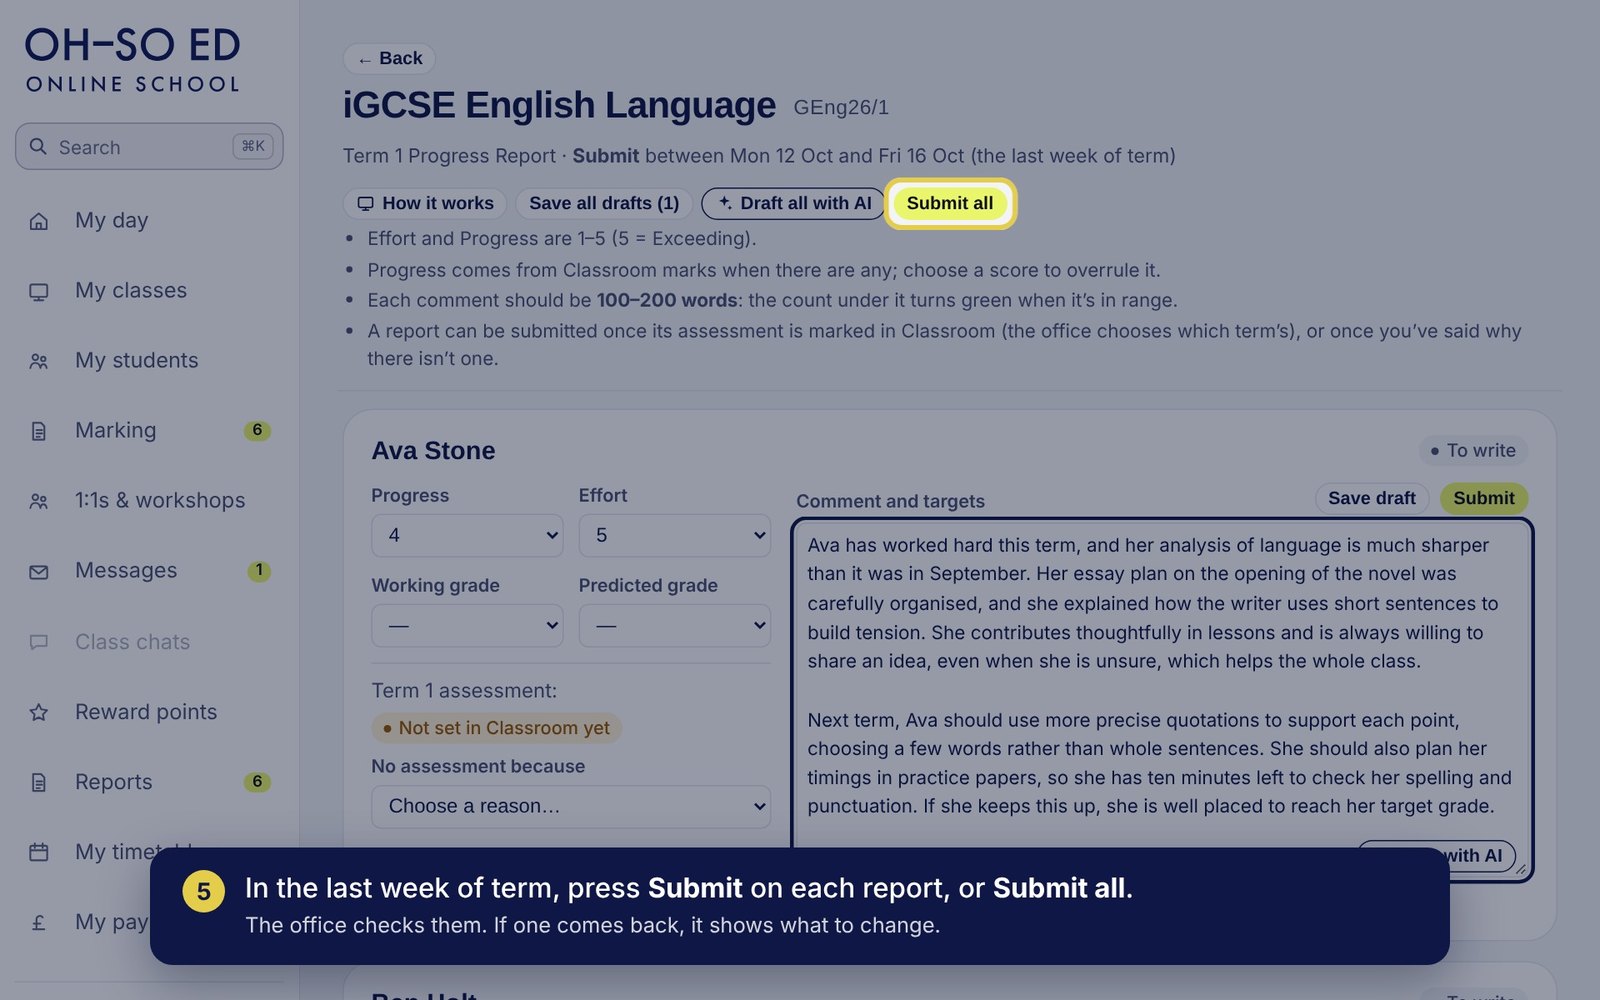 OH–SO ED
ONLINE SCHOOL
Search
⌘K
My day
My classes
My students
Marking 6
1:1s & workshops
Messages 1
Class chats
Reward points
Reports 6
My pay
← Back
iGCSE English Language GEng26/1
Term 1 Progress Report · Submit between Mon 12 Oct and Fri 16 Oct (the last week of term)
How it works
Save all drafts (1)
Draft all with AI
Submit all
• Effort and Progress are 1–5 (5 = Exceeding).
• Progress comes from Classroom marks when there are any; choose a score to overrule it.
• Each comment should be 100–200 words: the count under it turns green when it’s in range.
• A report can be submitted once its assessment is marked in Classroom (the office chooses which term’s), or once you’ve said why
there isn’t one.
Ava Stone
• To write
Progress
Effort
4
5
Working grade
Predicted grade
—
—
Term 1 assessment:
• Not set in Classroom yet
No assessment because
Choose a reason…
Comment and targets
Save draft
Submit
Ava has worked hard this term, and her analysis of language is much sharper
than it was in September. Her essay plan on the opening of the novel was
carefully organised, and she explained how the writer uses short sentences to
build tension. She contributes thoughtfully in lessons and is always willing to
share an idea, even when she is unsure, which helps the whole class.
Next term, Ava should use more precise quotations to support each point,
choosing a few words rather than whole sentences. She should also plan her
timings in practice papers, so she has ten minutes left to check her spelling and
punctuation. If she keeps this up, she is well placed to reach her target grade.
with AI
5
In the last week of term, press Submit on each report, or Submit all.
The office checks them. If one comes back, it shows what to change.